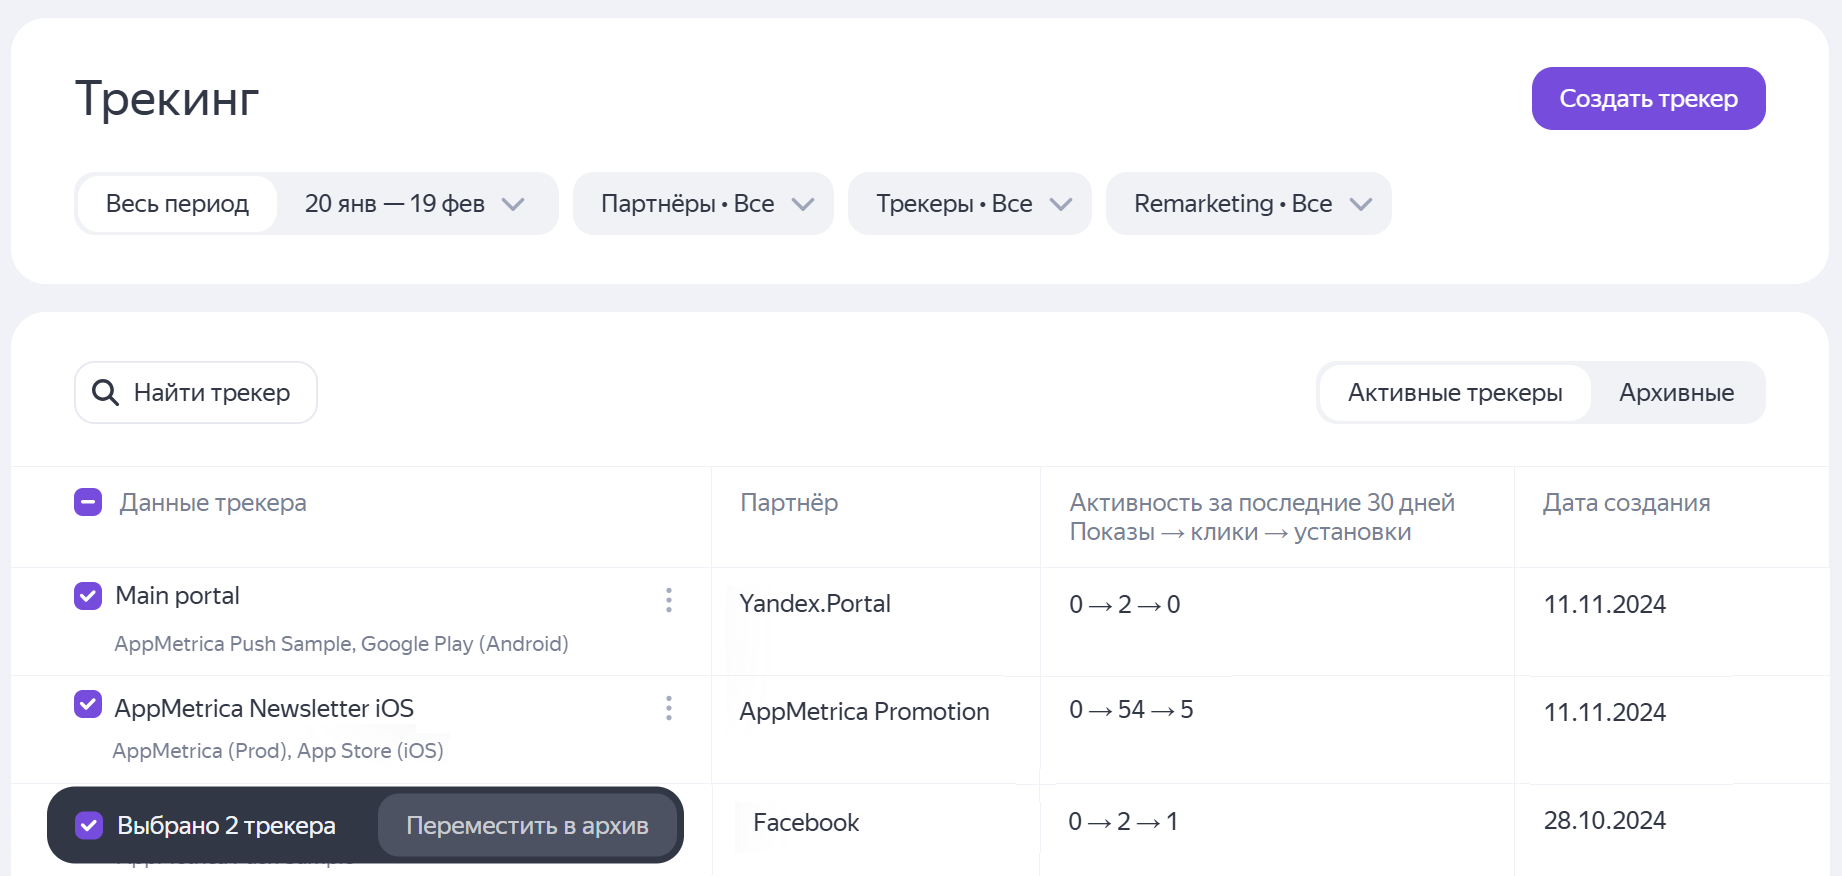 Трекинг
Создать трекер
Весь период
20 янв — 19 фев
Партнёры • Все
Трекеры • Все
Remarketing • Все
Найти трекер
Активные трекеры
Архивные
Данные трекера
Партнёр
Активность за последние 30 дней
Показы → клики → установки
Дата создания
Main portal
AppMetrica Push Sample, Google Play (Android)
Yandex.Portal
0 → 2 → 0
11.11.2024
AppMetrica Newsletter iOS
AppMetrica (Prod), App Store (iOS)
AppMetrica Promotion
0 → 54 → 5
11.11.2024
Выбрано 2 трекера
Переместить в архив
Facebook
0 → 2 → 1
28.10.2024